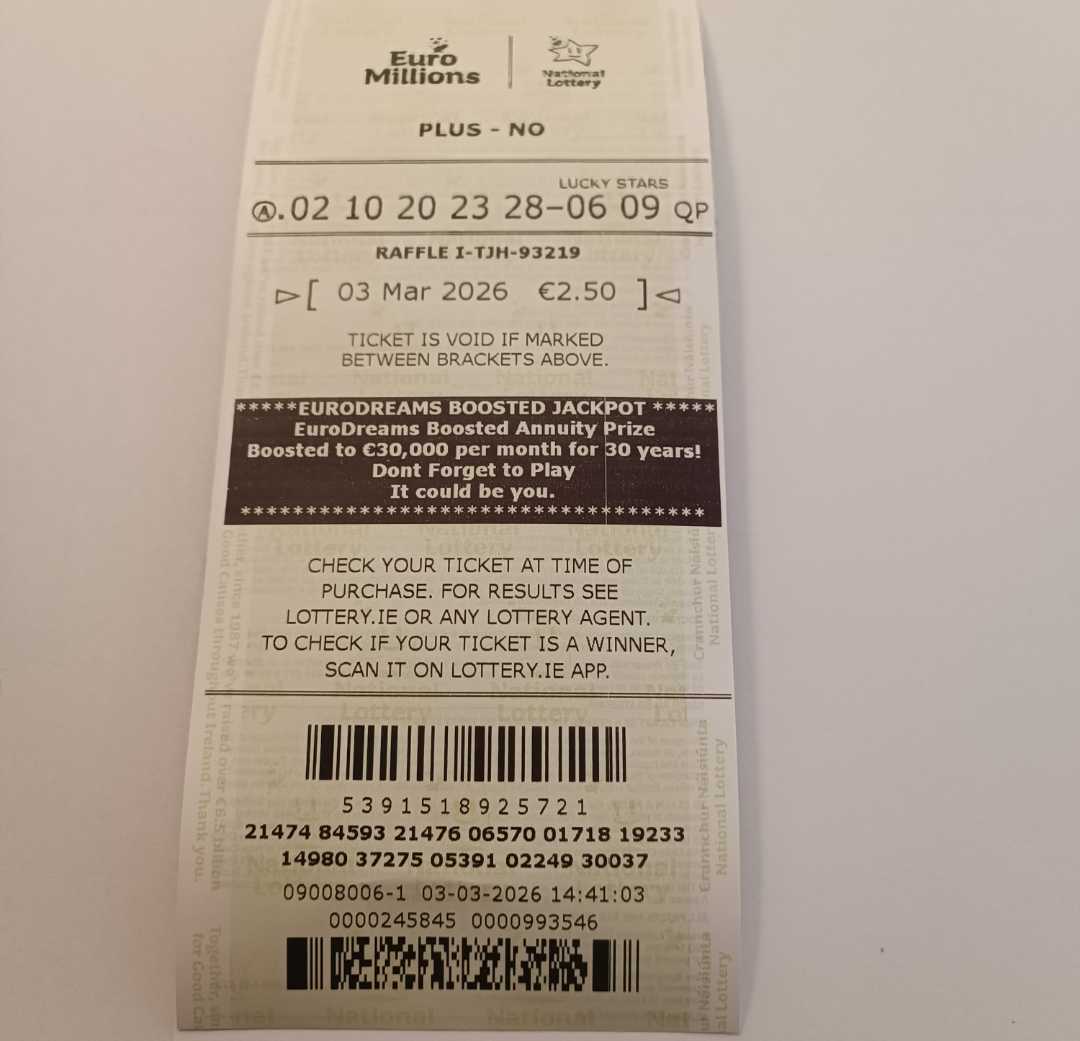 Euro
Millions
National
Lottery
PLUS - NO
LUCKY STARS
Ⓐ.02 10 20 23 28-06 09 QP
RAFFLE I-TJH-93219
▷[ 03 Mar 2026 €2.50 ]◁
TICKET IS VOID IF MARKED
BETWEEN BRACKETS ABOVE.
*****EURODREAMS BOOSTED JACKPOT *****
EuroDreams Boosted Annuity Prize
Boosted to €30,000 per month for 30 years!
Dont Forget to Play
It could be you.
************************************
CHECK YOUR TICKET AT TIME OF
PURCHASE. FOR RESULTS SEE
LOTTERY.IE OR ANY LOTTERY AGENT.
TO CHECK IF YOUR TICKET IS A WINNER,
SCAN IT ON LOTTERY.IE APP.
5391518925721
21474 84593 21476 06570 01718 19233
14980 37275 05391 02249 30037
09008006-1 03-03-2026 14:41:03
0000245845 0000993546